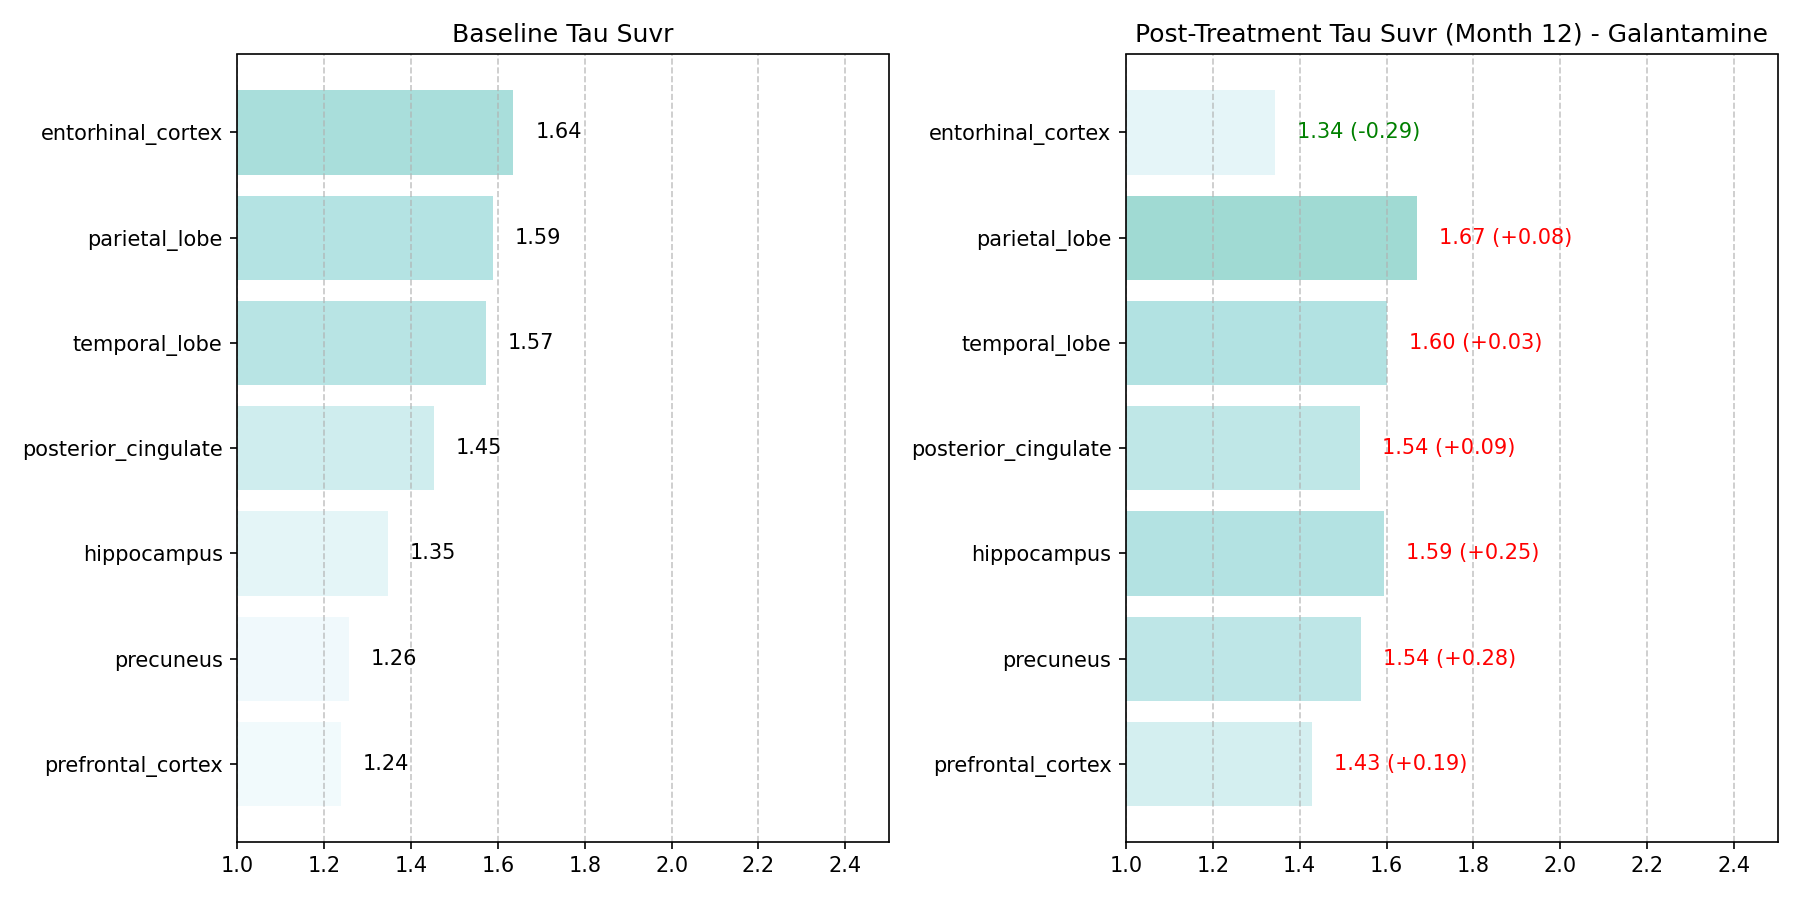 Baseline Tau Suvr
entorhinal_cortex
1.64
parietal_lobe
1.59
temporal_lobe
1.57
posterior_cingulate
1.45
hippocampus
1.35
precuneus
1.26
prefrontal_cortex
1.24
1.0 1.2 1.4 1.6 1.8 2.0 2.2 2.4
Post-Treatment Tau Suvr (Month 12) - Galantamine
entorhinal_cortex
1.34 (-0.29)
parietal_lobe
1.67 (+0.08)
temporal_lobe
1.60 (+0.03)
posterior_cingulate
1.54 (+0.09)
hippocampus
1.59 (+0.25)
precuneus
1.54 (+0.28)
prefrontal_cortex
1.43 (+0.19)
1.0 1.2 1.4 1.6 1.8 2.0 2.2 2.4